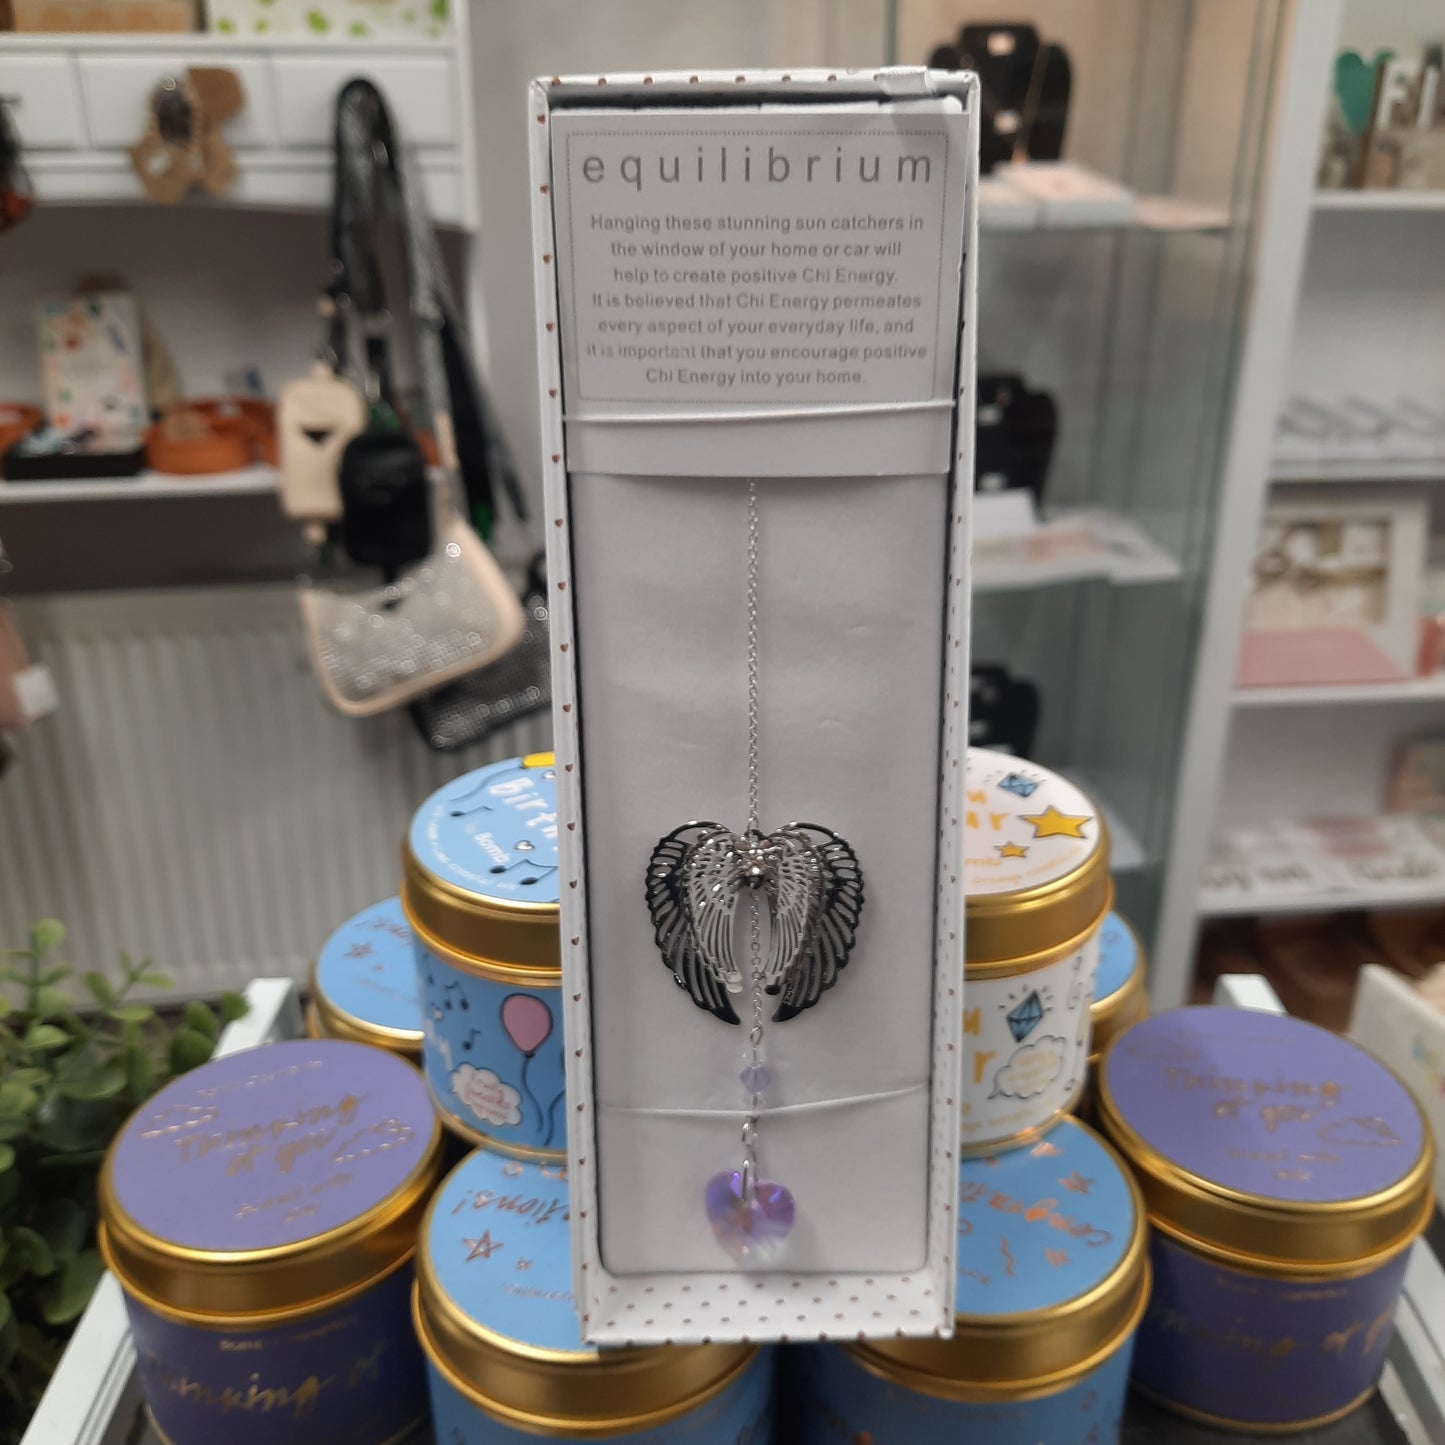 equilibrium
Hanging these stunning sun catchers in
the window of your home or car will
help to create positive Chi Energy.
It is believed that Chi Energy permeates
every aspect of your everyday life, and
it is important that you encourage positive
Chi Energy into your home.
Birth
Bomb
Thinking
of you
Thinking
of you